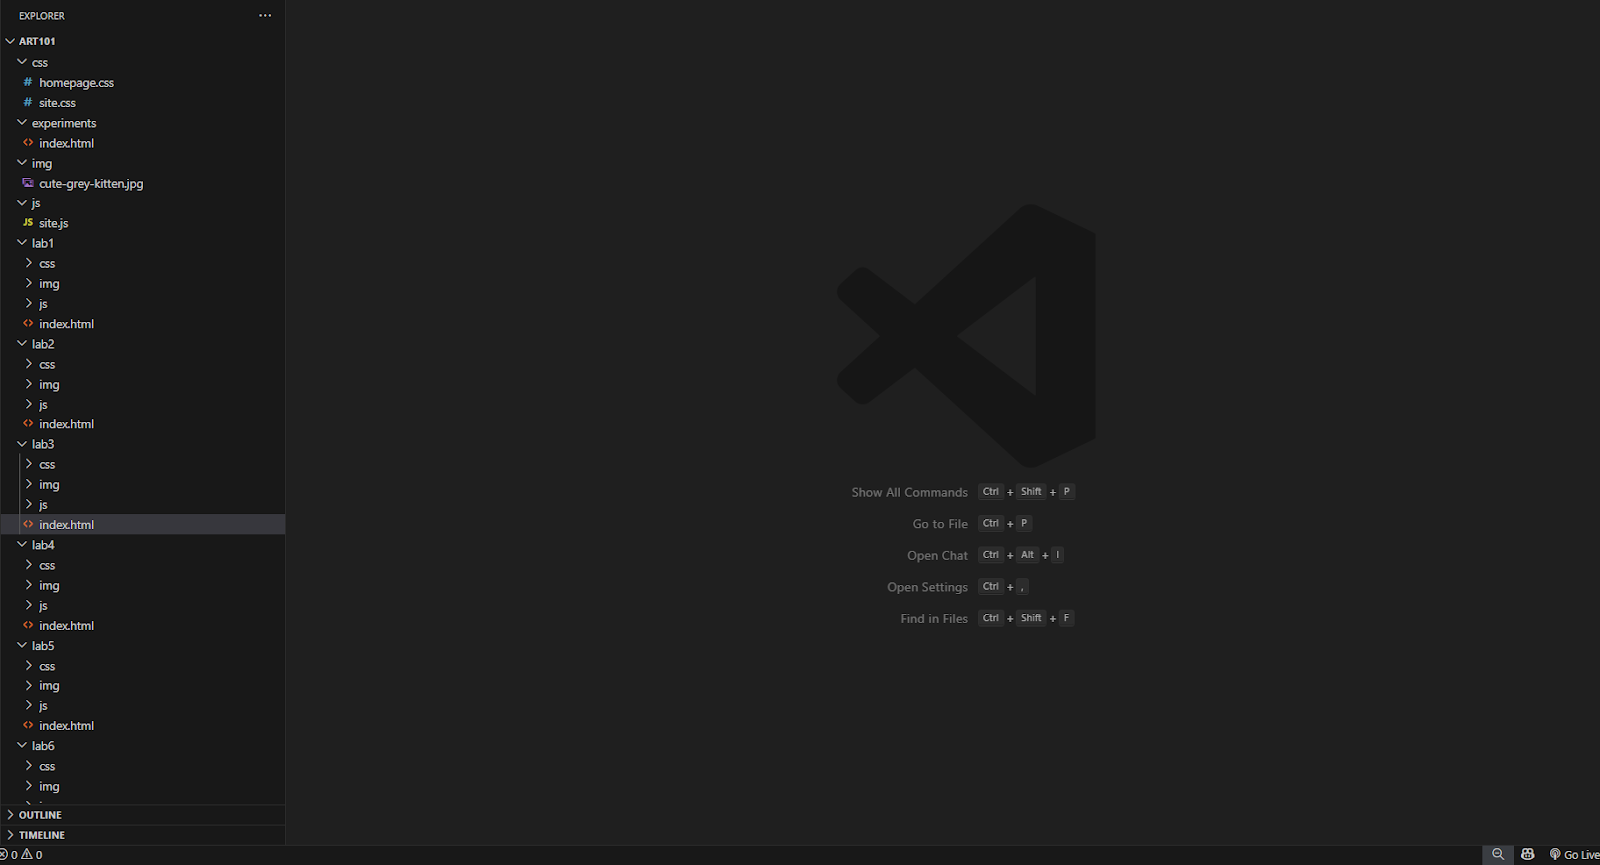 EXPLORER
ART101
css
# homepage.css
# site.css
experiments
<> index.html
img
cute-grey-kitten.jpg
js
JS site.js
lab1
css
img
js
<> index.html
lab2
css
img
js
<> index.html
lab3
css
img
js
<> index.html
lab4
css
img
js
<> index.html
lab5
css
img
js
<> index.html
lab6
css
img
OUTLINE
TIMELINE
0 0
Show All Commands Ctrl + Shift + P
Go to File Ctrl + P
Open Chat Ctrl + Alt + I
Open Settings Ctrl + ,
Find in Files Ctrl + Shift + F
Go Live